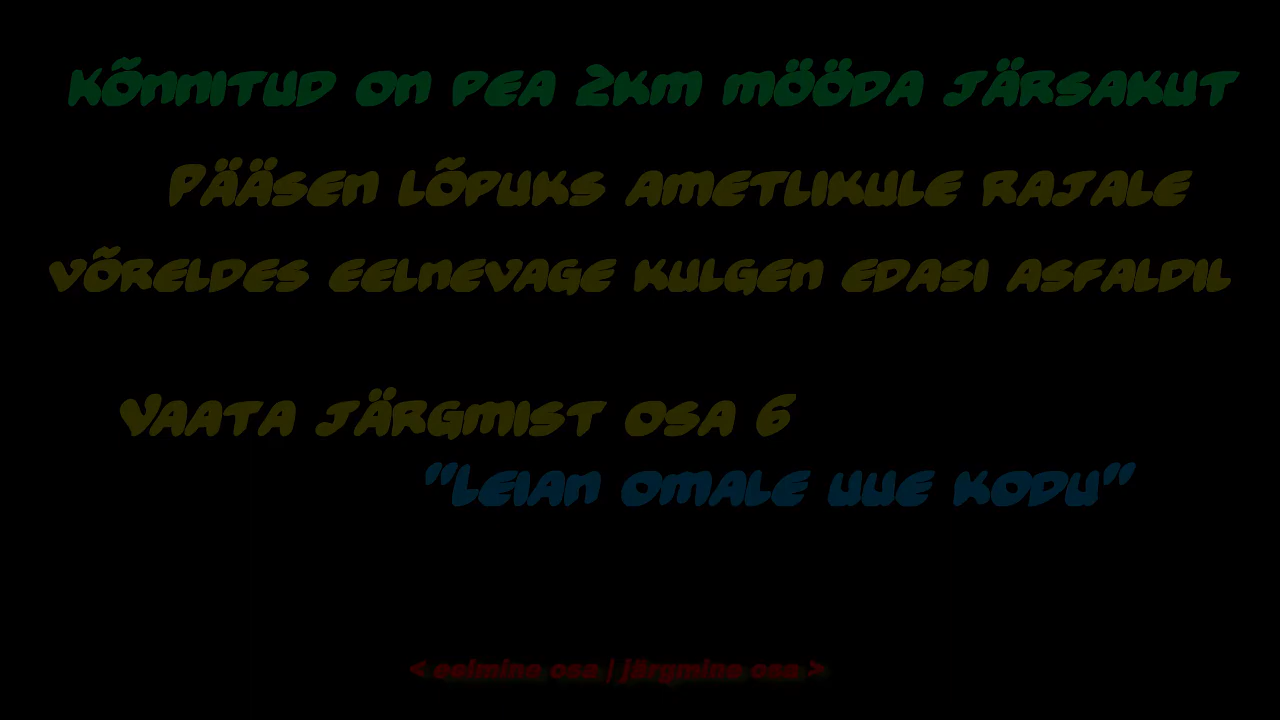 Kõnnitud on pea 2km mööda järsakut
Pääsen lõpuks ametlikule rajale
võreldes eelnevage kulgen edasi asfaldil
Vaata järgmist osa 6
"Leian omale uue kodu"
< eelmine osa | järgmine osa >